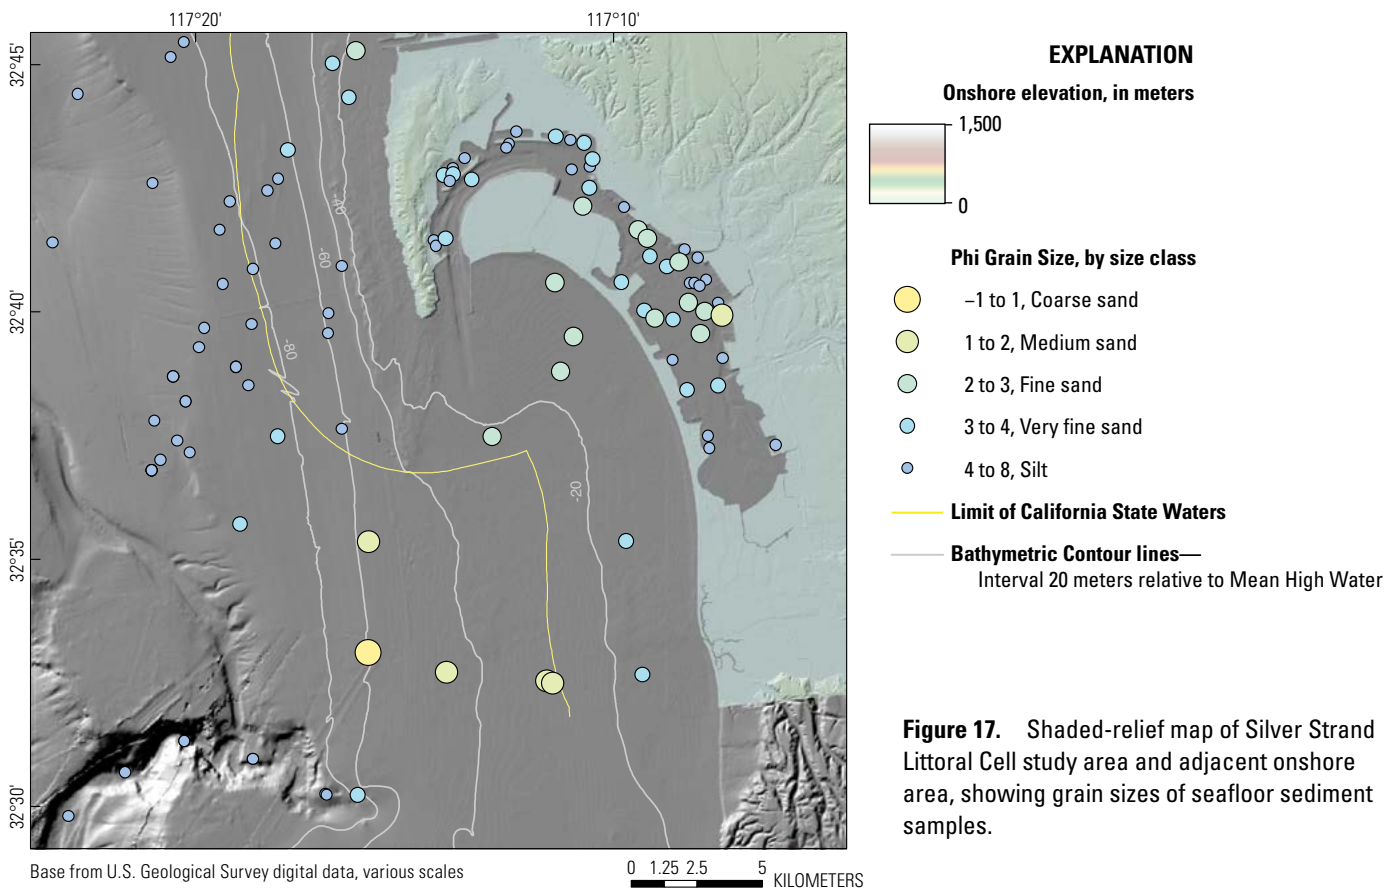 117°20'
117°10'
32°45'
32°40'
32°35'
32°30'
-40
-60
-80
-20
Base from U.S. Geological Survey digital data, various scales
0 1.25 2.5 5
KILOMETERS
EXPLANATION
Onshore elevation, in meters
1,500
0
Phi Grain Size, by size class
–1 to 1, Coarse sand
1 to 2, Medium sand
2 to 3, Fine sand
3 to 4, Very fine sand
4 to 8, Silt
Limit of California State Waters
Bathymetric Contour lines—
Interval 20 meters relative to Mean High Water
Figure 17. Shaded-relief map of Silver Strand
Littoral Cell study area and adjacent onshore
area, showing grain sizes of seafloor sediment
samples.